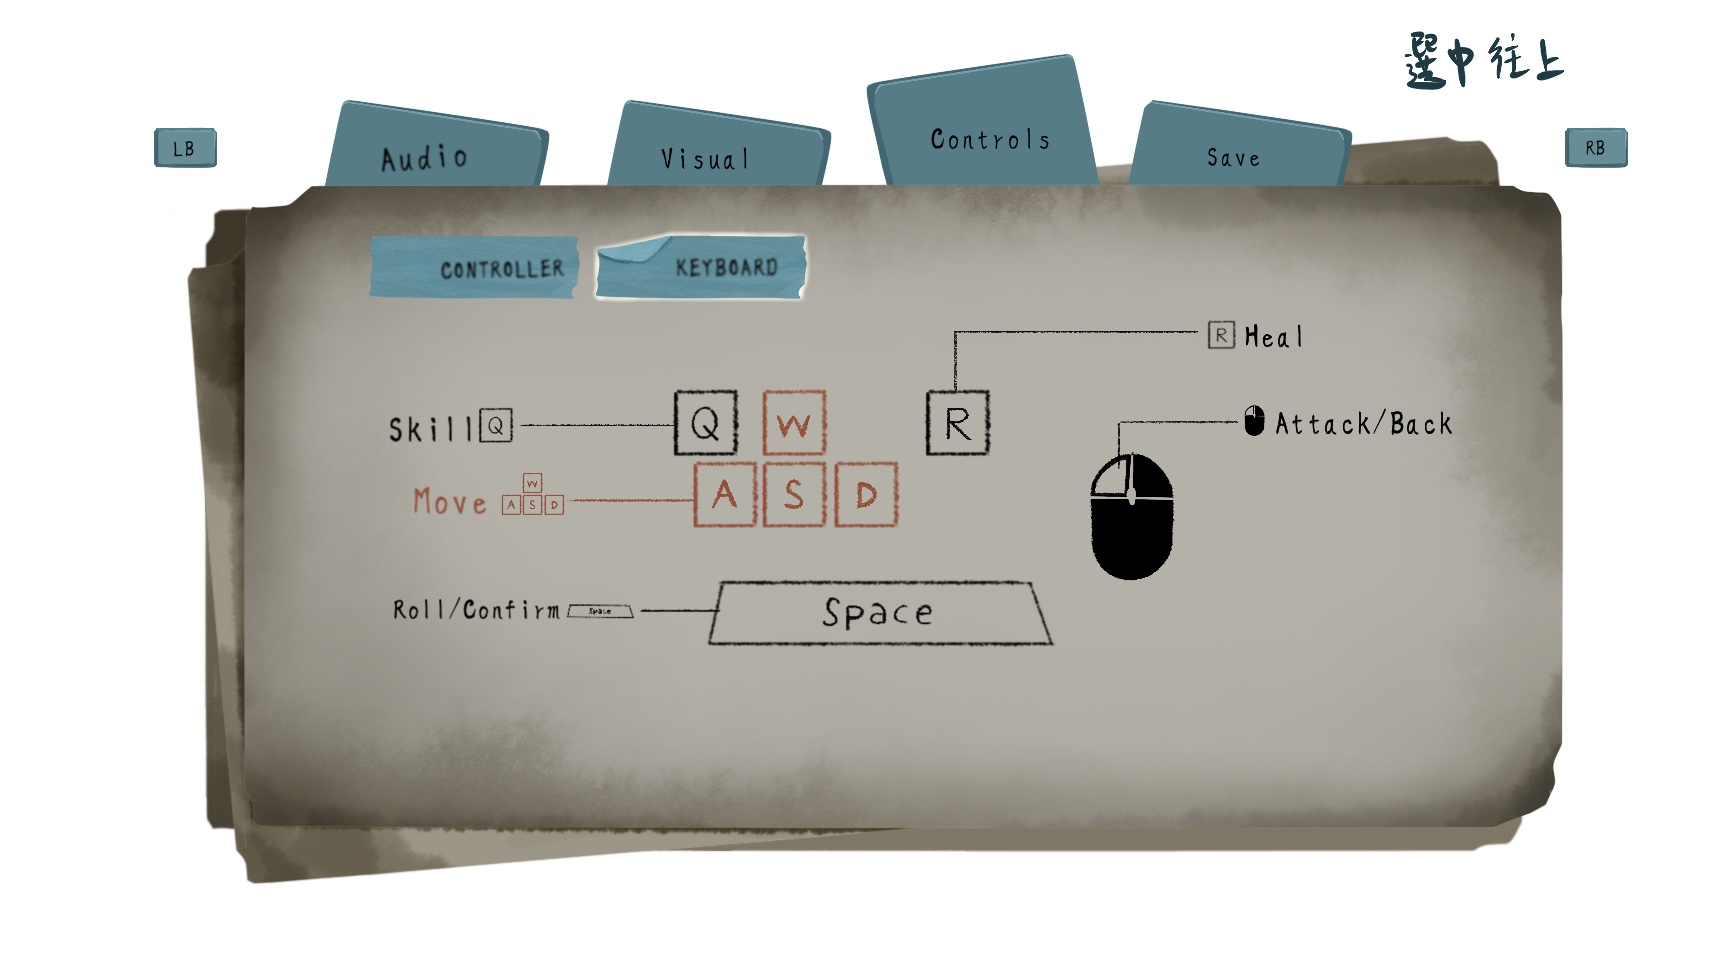 選中往上
LB
Audio
Visual
Controls
Save
RB
CONTROLLER
KEYBOARD
R Heal
Skill Q
Q W
R
Attack/Back
Move W
A S D
A S D
Roll/Confirm Space
Space